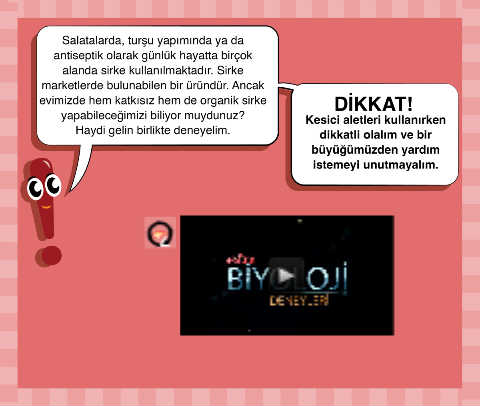 Salatalarda, turşu yapımında ya da
antiseptik olarak günlük hayatta birçok
alanda sirke kullanılmaktadır. Sirke
marketlerde bulunabilen bir üründür. Ancak
evimizde hem katkısız hem de organik sirke
yapabileceğimizi biliyor muydunuz?
Haydi gelin birlikte deneyelim.
DİKKAT!
Kesici aletleri kullanırken
dikkatli olalım ve bir
büyüğümüzden yardım
istemeyi unutmayalım.
BİYOLOJİ
DENEYLERİ